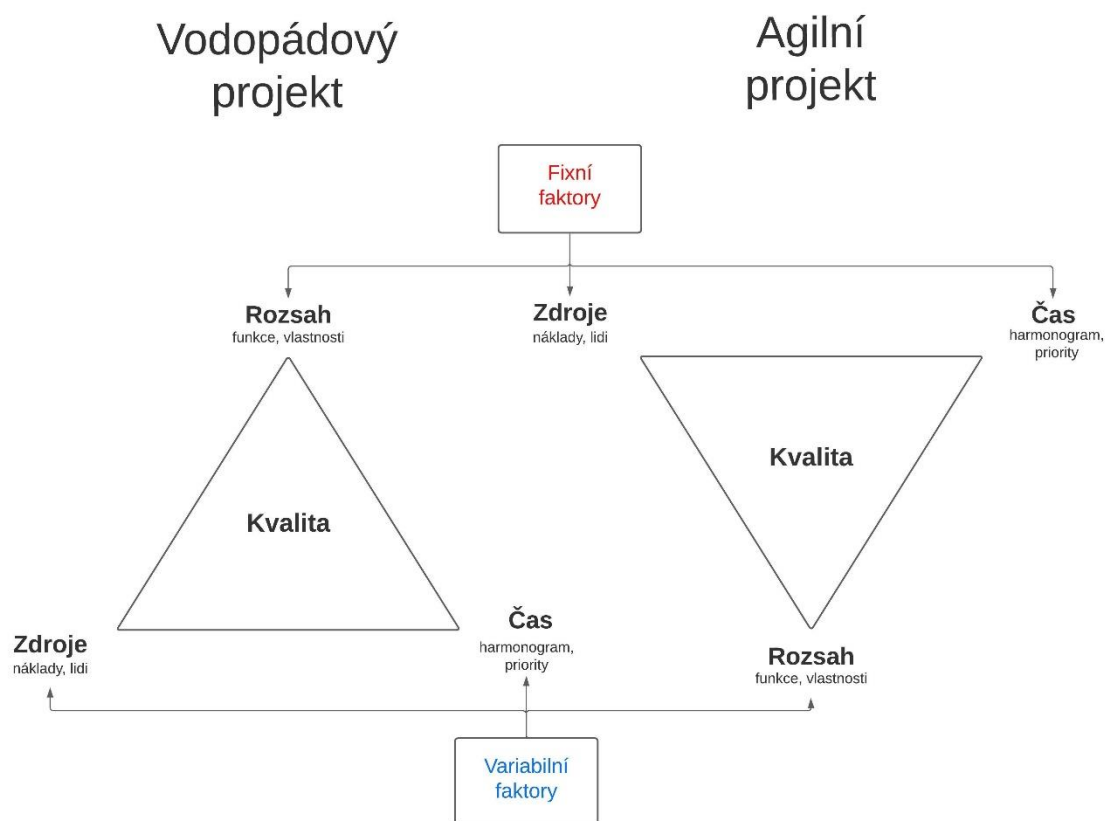 Vodopádový
projekt
Agilní
projekt
Fixní
faktory
Rozsah
funkce, vlastnosti
Zdroje
náklady, lidi
Čas
harmonogram,
priority
Kvalita
Kvalita
Zdroje
náklady, lidi
Čas
harmonogram,
priority
Rozsah
funkce, vlastnosti
Variabilní
faktory